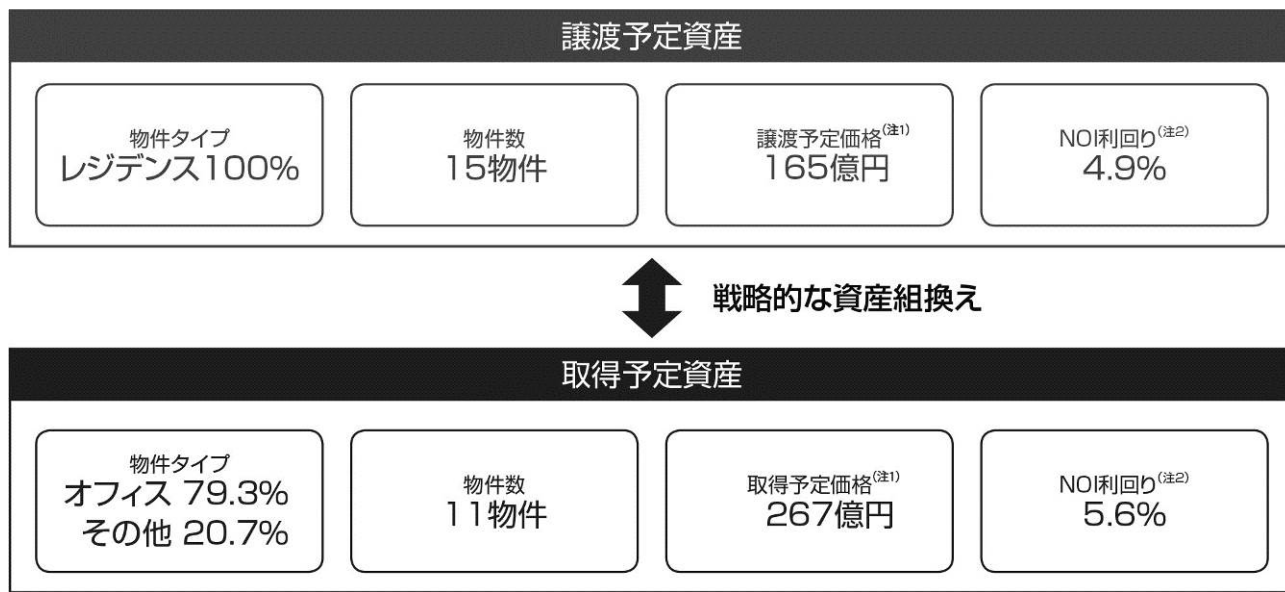 譲渡予定資産
物件タイプ
レジデンス100%
物件数
15物件
譲渡予定価格(注1)
165億円
NOI利回り(注2)
4.9%
戦略的な資産組換え
取得予定資産
物件タイプ
オフィス 79.3%
その他 20.7%
物件数
11物件
取得予定価格(注1)
267億円
NOI利回り(注2)
5.6%